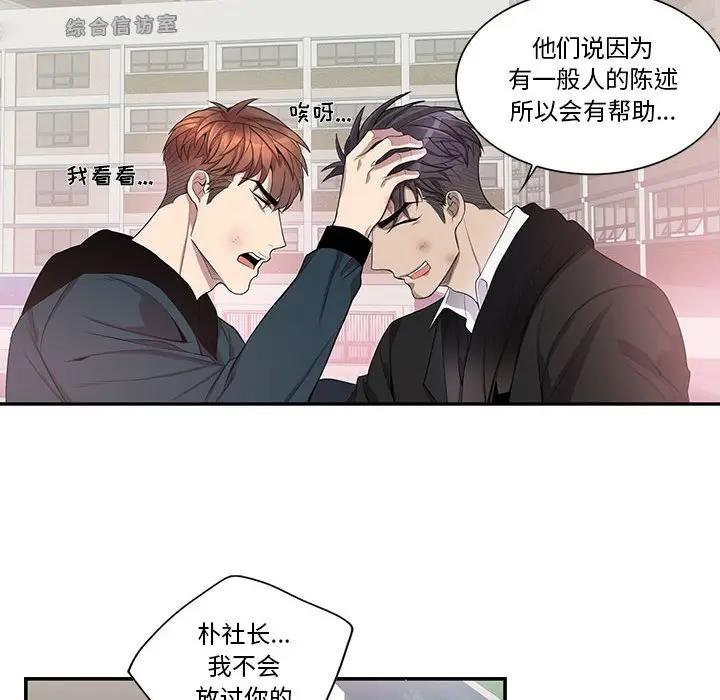 综合信访室
他们说因为
有一般人的陈述
所以会有帮助...
唉呀...
我看看...
朴社长...
我不会
放过你的